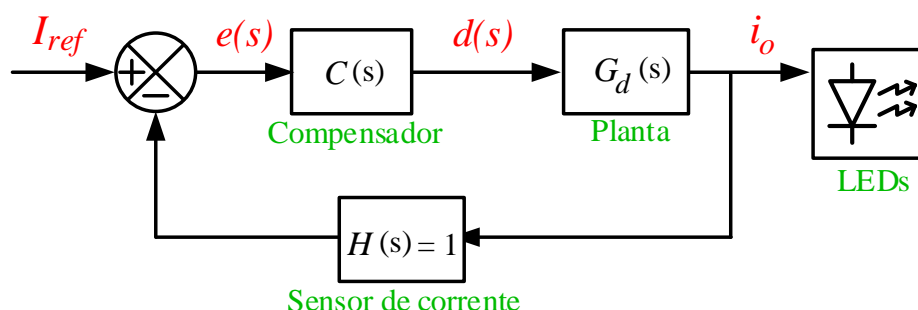 I_ref
e(s)
d(s)
i_o
+
−
C(s)
G_d(s)
Compensador
Planta
LEDs
H(s) = 1
Sensor de corrente